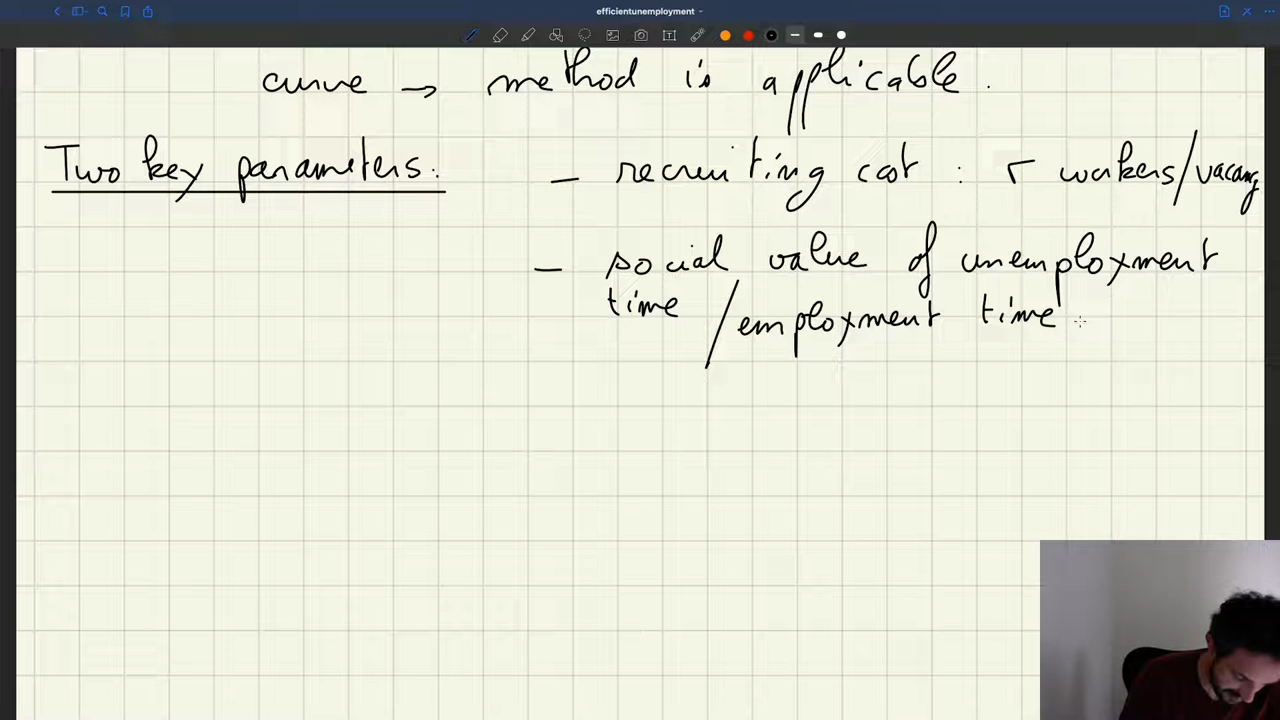 efficientunemployment
curve → method is applicable.
Two key parameters. – recruiting cost : r workers/vacancy
– social value of unemployment
time / employment time